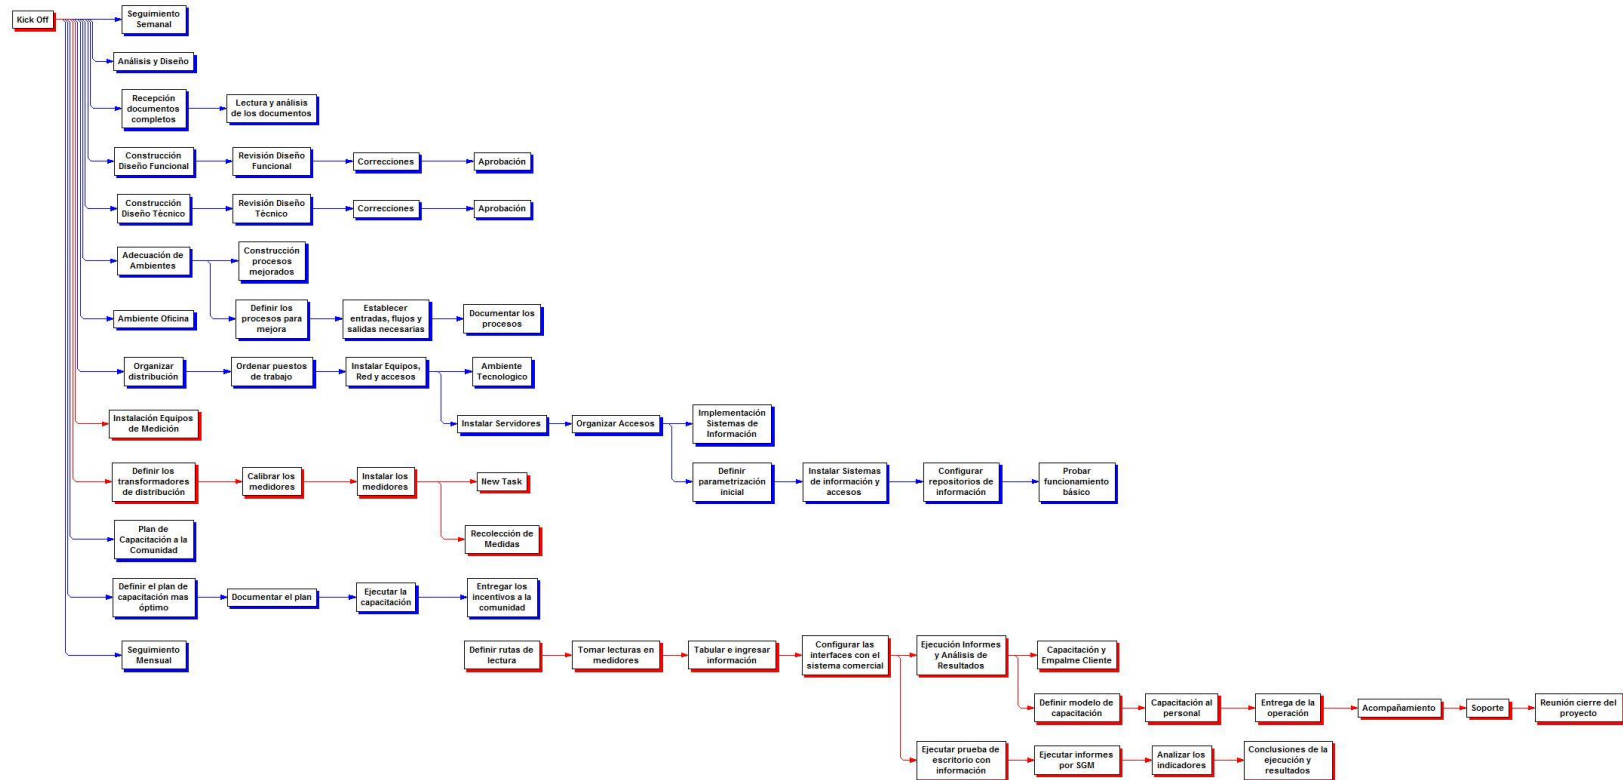 Kick Off
Seguimiento
Semanal
Análisis y Diseño
Recepción
documentos
completos
Lectura y análisis
de los documentos
Construcción
Diseño Funcional
Revisión Diseño
Funcional
Correcciones
Aprobación
Construcción
Diseño Técnico
Revisión Diseño
Técnico
Correcciones
Aprobación
Adecuación de
Ambientes
Construcción
procesos
mejorados
Ambiente Oficina
Definir los
procesos para
mejora
Establecer
entradas, flujos y
salidas necesarias
Documentar los
procesos
Organizar
distribución
Ordenar puestos
de trabajo
Instalar Equipos,
Red y accesos
Ambiente
Tecnologico
Instalación Equipos
de Medición
Instalar Servidores
Organizar Accesos
Implementación
Sistemas de
Información
Definir los
transformadores
de distribución
Calibrar los
medidores
Instalar los
medidores
New Task
Definir
parametrización
inicial
Instalar Sistemas
de información y
accesos
Configurar
repositorios de
información
Probar
funcionamiento
básico
Plan de
Capacitación a la
Comunidad
Recolección de
Medidas
Definir el plan de
capacitación mas
óptimo
Documentar el plan
Ejecutar la
capacitación
Entregar los
incentivos a la
comunidad
Seguimiento
Mensual
Definir rutas de
lectura
Tomar lecturas en
medidores
Tabular e ingresar
información
Configurar las
interfaces con el
sistema comercial
Ejecución Informes
y Análisis de
Resultados
Capacitación y
Empalme Cliente
Definir modelo de
capacitación
Capacitación al
personal
Entrega de la
operación
Acompañamiento
Soporte
Reunión cierre del
proyecto
Ejecutar prueba de
escritorio con
información
Ejecutar informes
por SGM
Analizar los
indicadores
Conclusiones de la
ejecución y
resultados